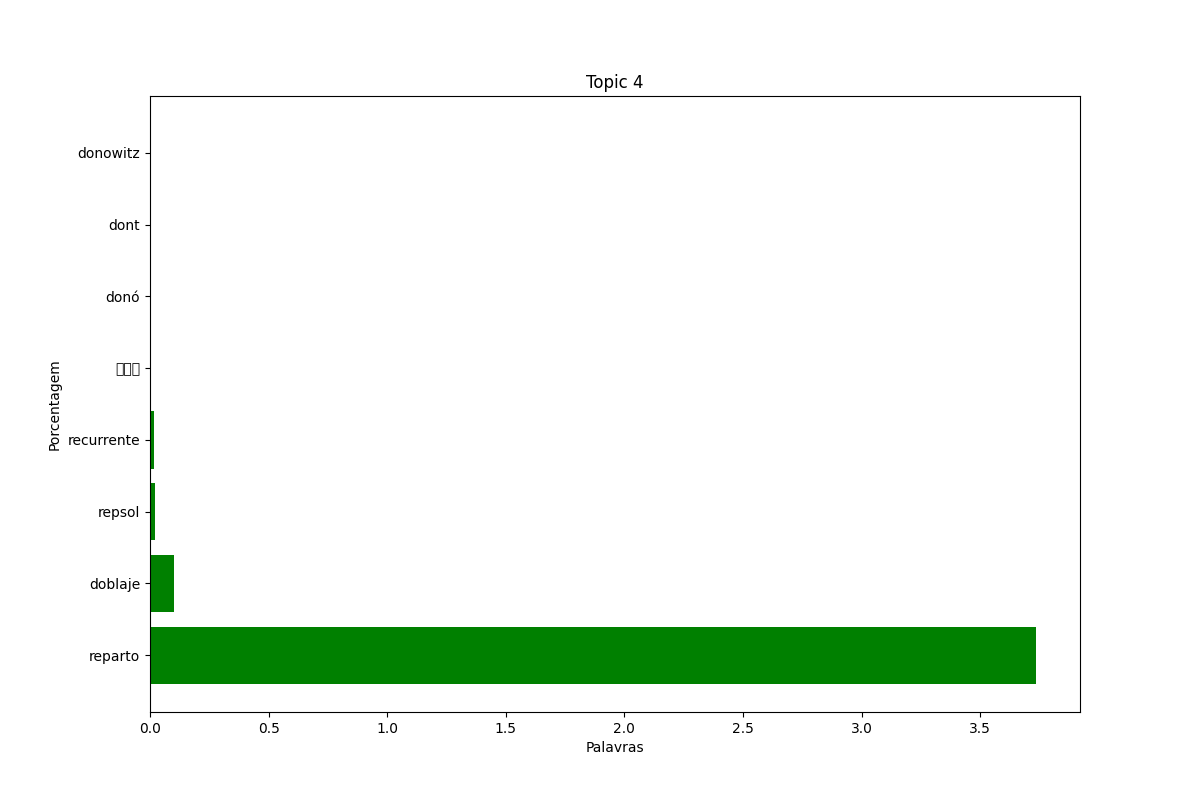 Topic 4
donowitz
dont
donó
recurrente
repsol
doblaje
reparto
Porcentagem
0.0 0.5 1.0 1.5 2.0 2.5 3.0 3.5
Palavras